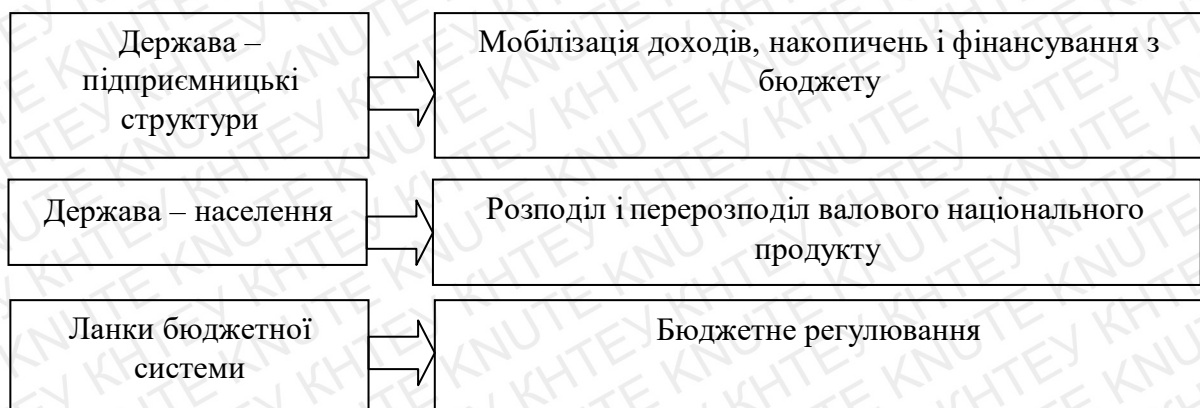 Держава –
підприємницькі
структури
Мобілізація доходів, накопичень і фінансування з
бюджету
Держава – населення
Розподіл і перерозподіл валового національного
продукту
Ланки бюджетної
системи
Бюджетне регулювання